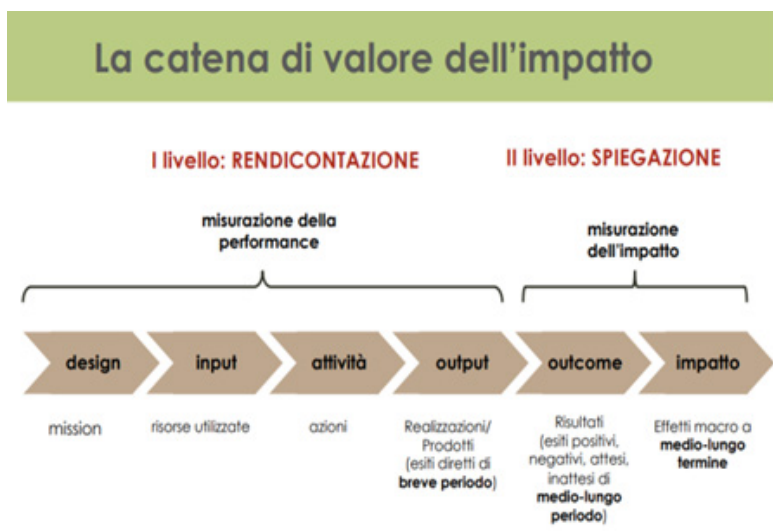 La catena di valore dell'impatto
I livello: RENDICONTAZIONE
II livello: SPIEGAZIONE
misurazione della
performance
misurazione
dell'impatto
design
input
attività
output
outcome
impatto
mission
risorse utilizzate
azioni
Realizzazioni/
Prodotti
(esiti diretti di
breve periodo)
Risultati
(esiti positivi,
negativi, attesi,
inattesi di
medio-lungo
periodo)
Effetti macro a
medio-lungo
termine